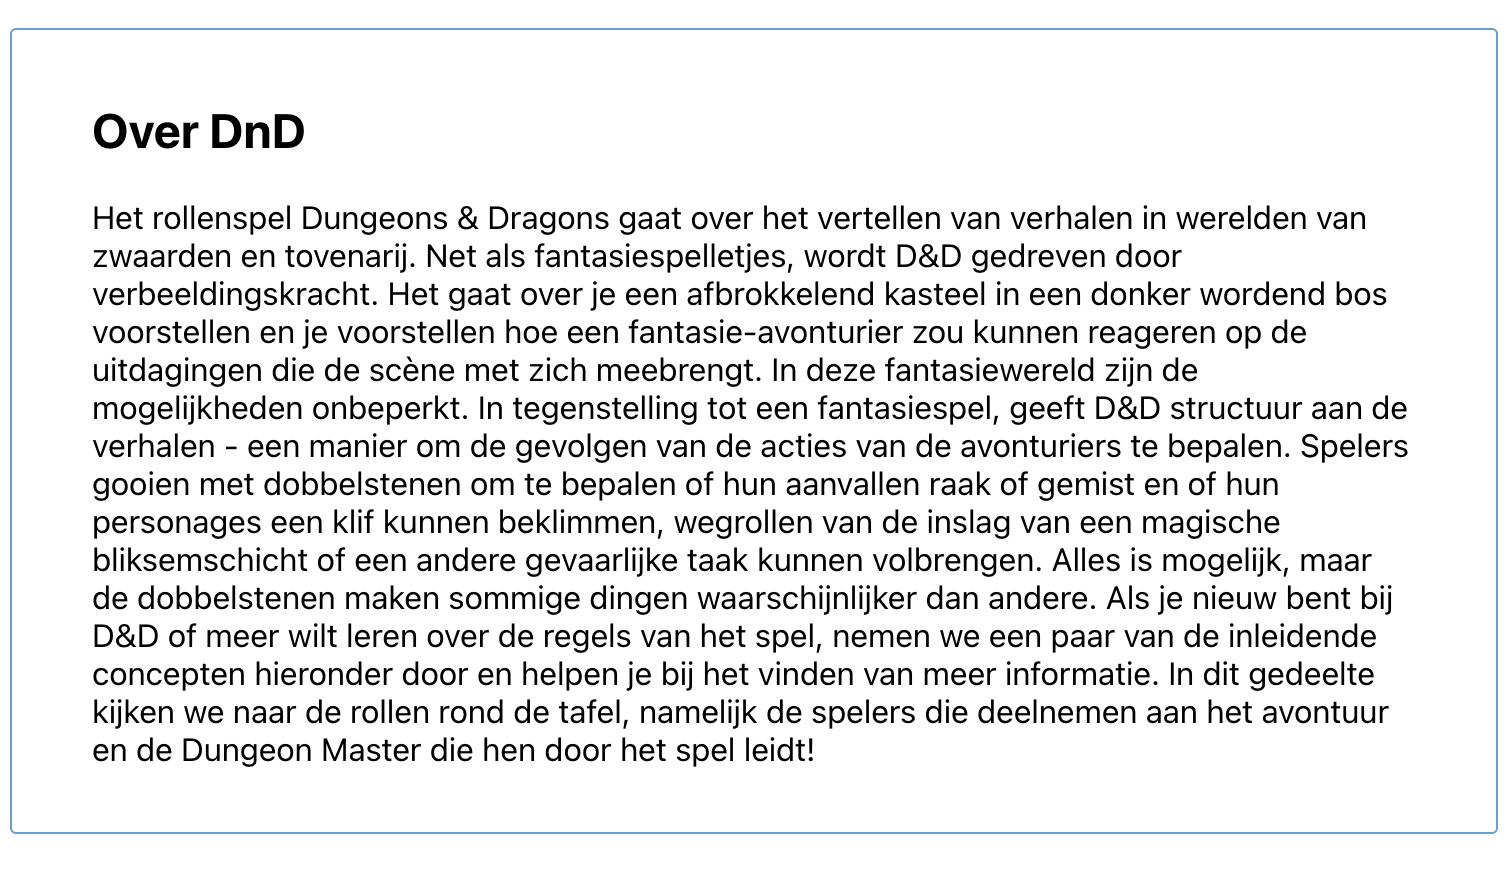 Over DnD
Het rollenspel Dungeons & Dragons gaat over het vertellen van verhalen in werelden van
zwaarden en tovenarij. Net als fantasiespelletjes, wordt D&D gedreven door
verbeeldingskracht. Het gaat over je een afbrokkelend kasteel in een donker wordend bos
voorstellen en je voorstellen hoe een fantasie-avonturier zou kunnen reageren op de
uitdagingen die de scène met zich meebrengt. In deze fantasiewereld zijn de
mogelijkheden onbeperkt. In tegenstelling tot een fantasiespel, geeft D&D structuur aan de
verhalen - een manier om de gevolgen van de acties van de avonturiers te bepalen. Spelers
gooien met dobbelstenen om te bepalen of hun aanvallen raak of gemist en of hun
personages een klif kunnen beklimmen, wegrollen van de inslag van een magische
bliksemschicht of een andere gevaarlijke taak kunnen volbrengen. Alles is mogelijk, maar
de dobbelstenen maken sommige dingen waarschijnlijker dan andere. Als je nieuw bent bij
D&D of meer wilt leren over de regels van het spel, nemen we een paar van de inleidende
concepten hieronder door en helpen je bij het vinden van meer informatie. In dit gedeelte
kijken we naar de rollen rond de tafel, namelijk de spelers die deelnemen aan het avontuur
en de Dungeon Master die hen door het spel leidt!